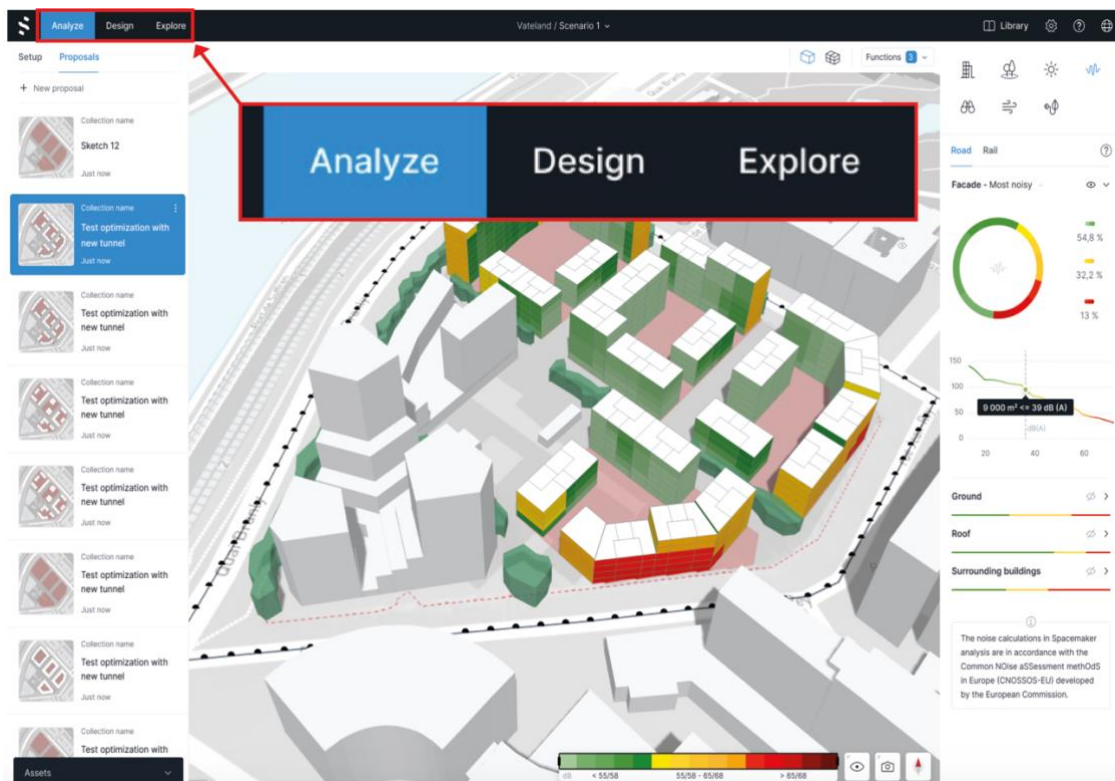 Analyze Design Explore
Vateland / Scenario 1
Library
Setup Proposals
+ New proposal
Collection name
Sketch 12
Just now
Collection name
Test optimization with
new tunnel
Just now
Collection name
Test optimization with
new tunnel
Just now
Collection name
Test optimization with
new tunnel
Just now
Collection name
Test optimization with
new tunnel
Just now
Collection name
Test optimization with
new tunnel
Just now
Collection name
Test optimization with
new tunnel
Just now
Collection name
Test optimization with
Assets
Functions 3
Analyze Design Explore
Quai Branly
dB < 55/58 55/58 - 65/68 > 65/68
Road Rail
Facade - Most noisy
54,8 %
32,2 %
13 %
150
100
9 000 m² <= 39 dB (A)
50
dB(A)
0
20 40 60
Ground
Roof
Surrounding buildings
The noise calculations in Spacemaker
analysis are in accordance with the
Common NOise aSSessment methOdS
in Europe (CNOSSOS-EU) developed
by the European Commission.